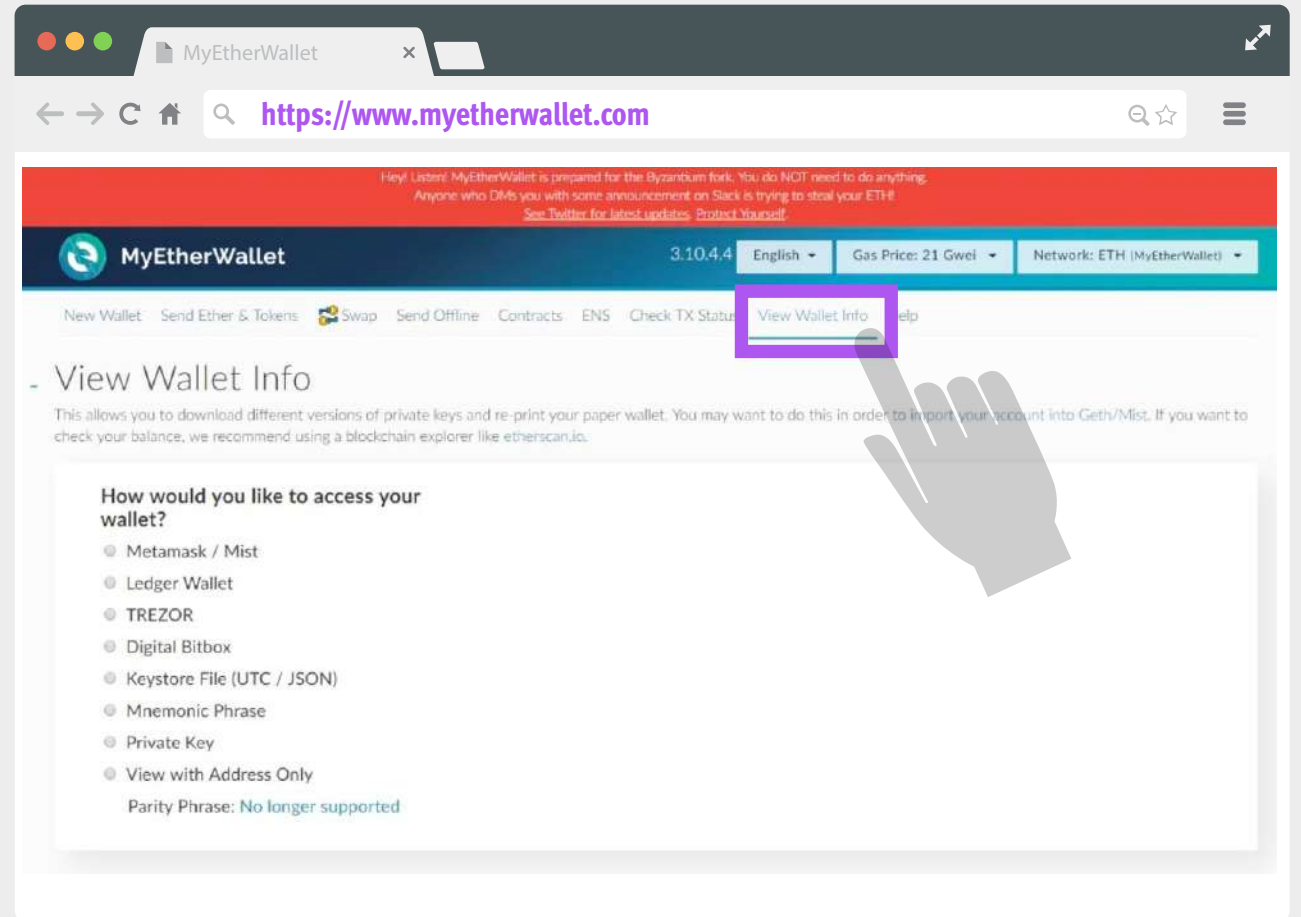 MyEtherWallet
https://www.myetherwallet.com
Hey! Listen! MyEtherWallet is prepared for the Byzantium fork. You do NOT need to do anything.
Anyone who DMs you with some announcement on Slack is trying to steal your ETH!
See Twitter for latest updates. Protect Yourself.
MyEtherWallet 3.10.4.4 English Gas Price: 21 Gwei Network: ETH (MyEtherWallet)
New Wallet Send Ether & Tokens Swap Send Offline Contracts ENS Check TX Status View Wallet Info elp
View Wallet Info
This allows you to download different versions of private keys and re-print your paper wallet. You may want to do this in order to import your account into Geth/Mist. If you want to
check your balance, we recommend using a blockchain explorer like etherscan.io.
How would you like to access your
wallet?
Metamask / Mist
Ledger Wallet
TREZOR
Digital Bitbox
Keystore File (UTC / JSON)
Mnemonic Phrase
Private Key
View with Address Only
Parity Phrase: No longer supported